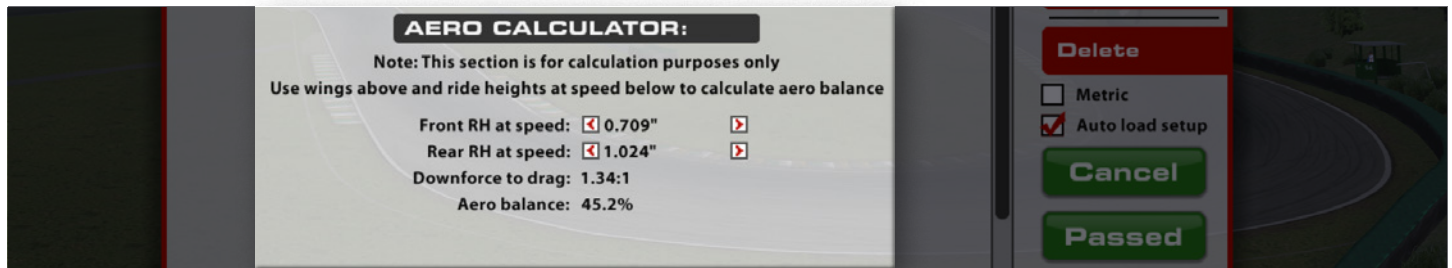 AERO CALCULATOR:
Note: This section is for calculation purposes only
Use wings above and ride heights at speed below to calculate aero balance
Front RH at speed: 0.709"
Rear RH at speed: 1.024"
Downforce to drag: 1.34:1
Aero balance: 45.2%
Delete
Metric
Auto load setup
Cancel
Passed